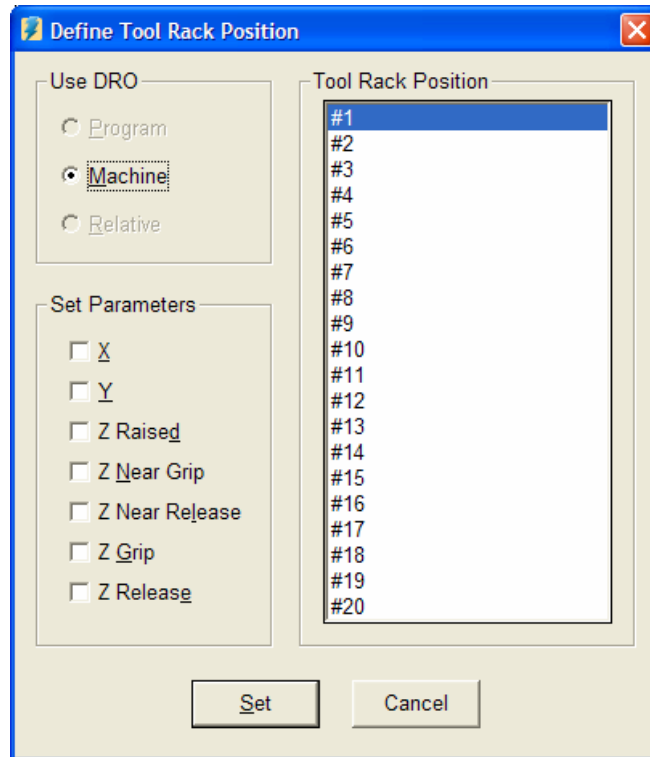 Define Tool Rack Position
Use DRO
Program
Machine
Relative
Set Parameters
X
Y
Z Raised
Z Near Grip
Z Near Release
Z Grip
Z Release
Tool Rack Position
#1
#2
#3
#4
#5
#6
#7
#8
#9
#10
#11
#12
#13
#14
#15
#16
#17
#18
#19
#20
Set
Cancel